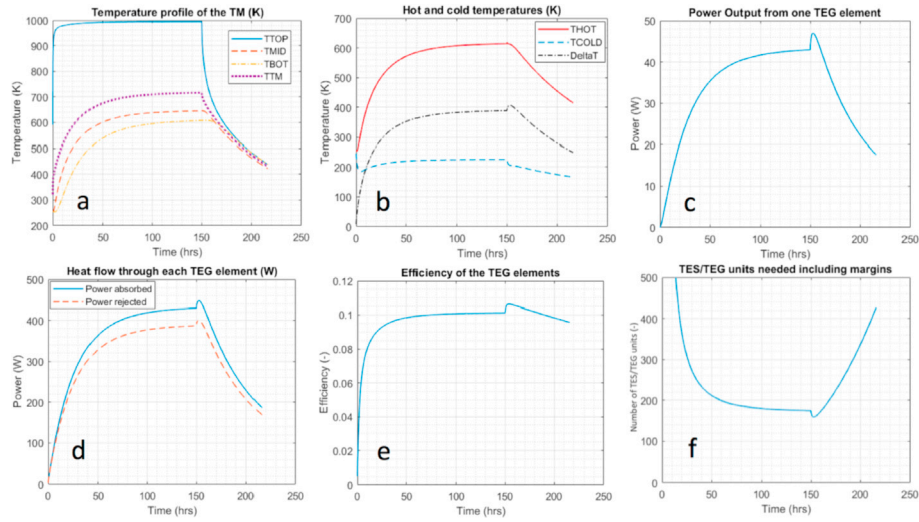 Temperature profile of the TM (K)
1000
900
800
700
600
500
400
300
200
0 50 100 150 200 250
Temperature (K)
Time (hrs)
TTOP
TMID
TBOT
TTM
a
Hot and cold temperatures (K)
700
600
500
400
300
200
100
0
0 50 100 150 200 250
Temperature (K)
Time (hrs)
THOT
TCOLD
DeltaT
b
Power Output from one TEG element
50
40
30
20
10
0
0 50 100 150 200 250
Power (W)
Time (hrs)
c
Heat flow through each TEG element (W)
500
400
300
200
100
0
0 50 100 150 200 250
Power (W)
Time (hrs)
Power absorbed
Power rejected
d
Efficiency of the TEG elements
0.12
0.1
0.08
0.06
0.04
0.02
0
0 50 100 150 200 250
Efficiency (-)
Time (hrs)
e
TES/TEG units needed including margins
500
400
300
200
100
0
0 50 100 150 200 250
Number of TES/TEG units (-)
Time (hrs)
f